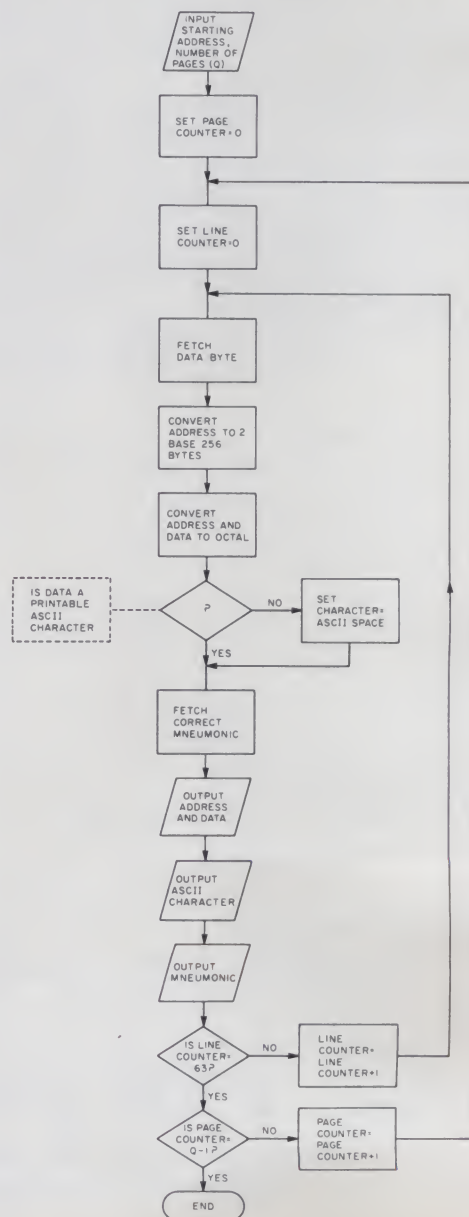 INPUT
STARTING
ADDRESS,
NUMBER OF
PAGES (Q)
SET PAGE
COUNTER=0
SET LINE
COUNTER=0
FETCH
DATA BYTE
CONVERT
ADDRESS TO 2
BASE 256
BYTES
CONVERT
ADDRESS AND
DATA TO OCTAL
IS DATA A
PRINTABLE
ASCII
CHARACTER
?
NO
SET
CHARACTER=
ASCII SPACE
YES
FETCH
CORRECT
MNEUMONIC
OUTPUT
ADDRESS
AND DATA
OUTPUT
ASCII
CHARACTER
OUTPUT
MNEUMONIC
IS LINE
COUNTER=
63?
NO
LINE
COUNTER=
LINE
COUNTER+1
YES
IS PAGE
COUNTER=
Q-1?
NO
PAGE
COUNTER=
PAGE
COUNTER+1
YES
END